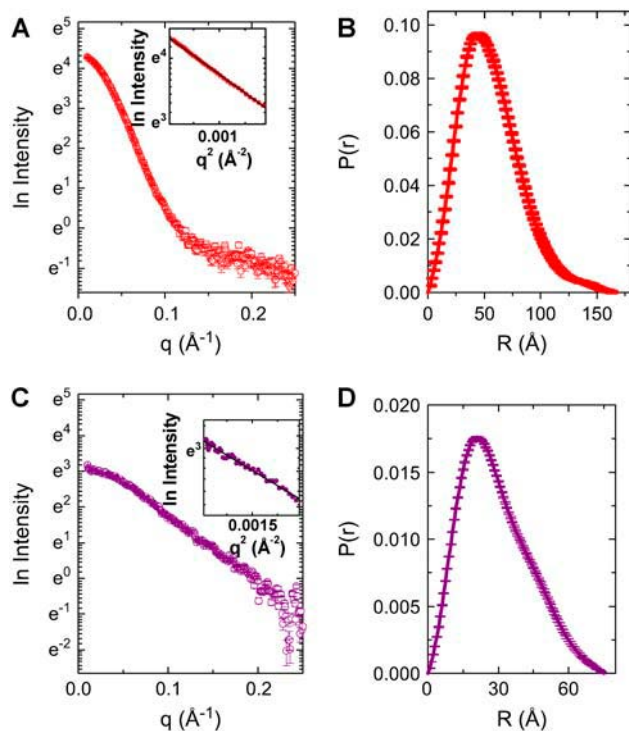 A
ln Intensity
e⁵
e⁴
e³
e²
e¹
e⁰
e⁻¹
0.0
0.1
0.2
q (Å⁻¹)
ln Intensity
e⁴
e³
0.001
q² (Å⁻²)
B
P(r)
0.10
0.08
0.06
0.04
0.02
0.00
0
50
100
150
R (Å)
C
ln Intensity
e⁵
e⁴
e³
e²
e¹
e⁰
e⁻¹
e⁻²
0.0
0.1
0.2
q (Å⁻¹)
ln Intensity
e³
0.0015
q² (Å⁻²)
D
P(r)
0.020
0.015
0.010
0.005
0.000
0
30
60
R (Å)